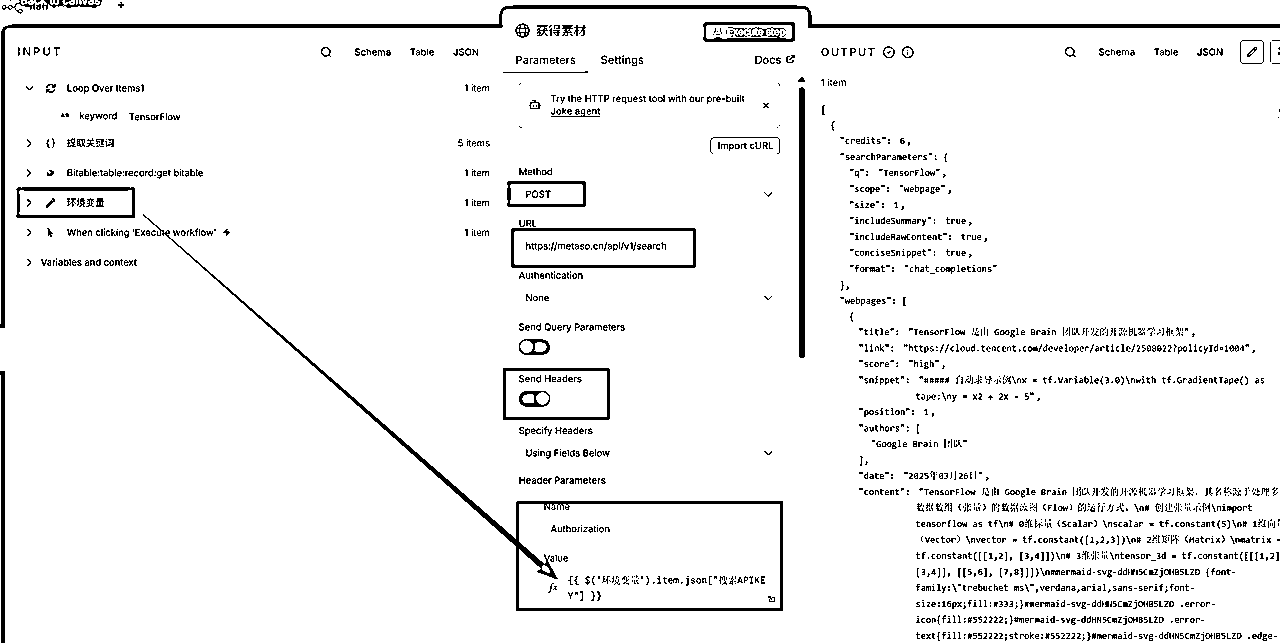 Back to canvas
n8n
+
INPUT
Schema
Table
JSON
Loop Over Items1
1 item
keyword TensorFlow
提取关键词
5 items
Bitable:table:record:get bitable
1 item
环境变量
1 item
When clicking 'Execute workflow'
1 item
Variables and context
获得素材
Execute step
Parameters
Settings
Docs
Try the HTTP request tool with our pre-built
Joke agent
Import cURL
Method
POST
URL
https://metaso.cn/api/v1/search
Authentication
None
Send Query Parameters
Send Headers
Specify Headers
Using Fields Below
Header Parameters
Name
Authorization
Value
fx
{{ $('环境变量').item.json["搜索APIKE
Y"] }}
OUTPUT
Schema
Table
JSON
1 item
[
{
"credits": 6,
"searchParameters": {
"q": "TensorFlow",
"scope": "webpage",
"size": 1,
"includeSummary": true,
"includeRawContent": true,
"conciseSnippet": true,
"format": "chat_completions"
},
"webpages": [
{
"title": "TensorFlow 是由 Google Brain 团队开发的开源机器学习框架",
"link": "https://cloud.tencent.com/developer/article/2508022?policyId=1004",
"score": "high",
"snippet": "##### 自动求导示例\nx = tf.Variable(3.0)\nwith tf.GradientTape() as
tape:\ny = x2 + 2x - 5",
"position": 1,
"authors": [
"Google Brain 团队"
],
"date": "2025年03月26日",
"content": "TensorFlow 是由 Google Brain 团队开发的开源机器学习框架，其名称源于处理多
数据数组（张量）的数据流图（Flow）的运行方式。\n# 创建张量示例\nimport
tensorflow as tf\n# 0维标量（Scalar）\nscalar = tf.constant(5)\n# 1维向量
（Vector）\nvector = tf.constant([1,2,3])\n# 2维矩阵（Matrix）\nmatrix =
tf.constant([[1,2], [3,4]])\n# 3维张量\ntensor_3d = tf.constant([[[1,2],
[3,4]], [[5,6], [7,8]]])\n#mermaid-svg-ddHN5CmZjOHB5LZD {font-
family:\"trebuchet ms\",verdana,arial,sans-serif;font-
size:16px;fill:#333;}#mermaid-svg-ddHN5CmZjOHB5LZD .error-
icon{fill:#552222;}#mermaid-svg-ddHN5CmZjOHB5LZD .error-
text{fill:#552222;stroke:#552222;}#mermaid-svg-ddHN5CmZjOHB5LZD .edge-